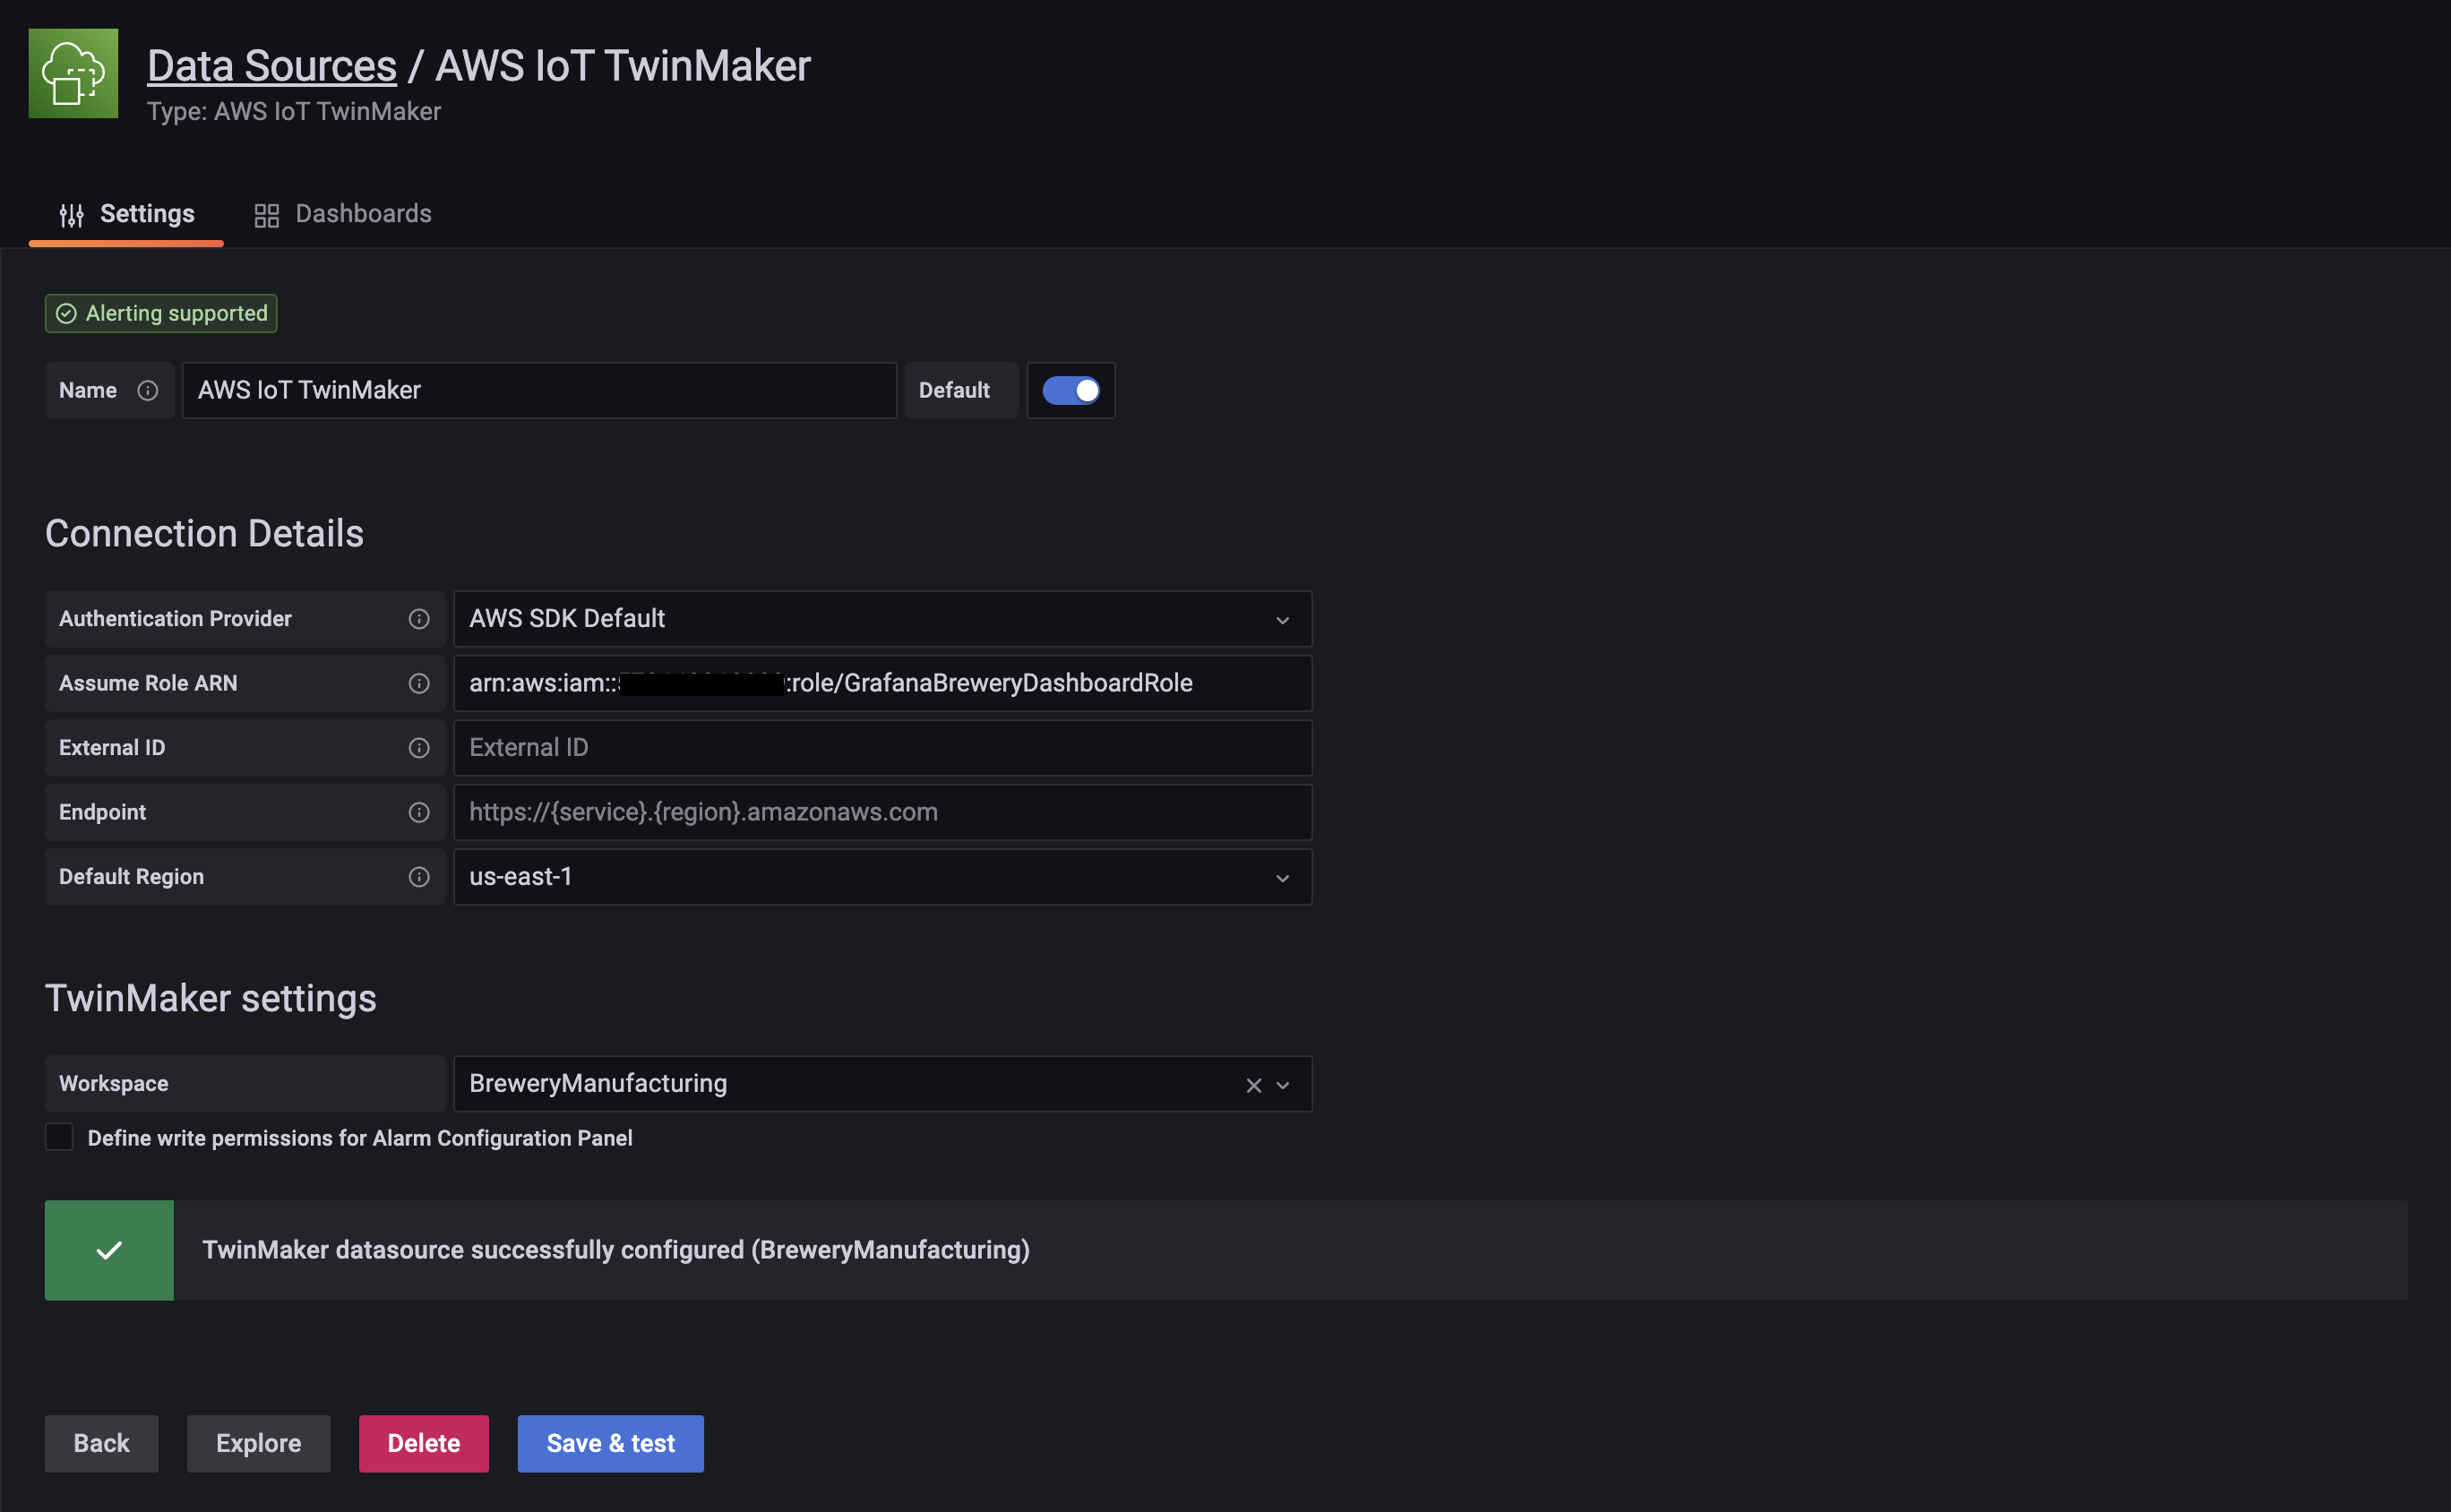 Data Sources / AWS IoT TwinMaker
Type: AWS IoT TwinMaker
Settings Dashboards
Alerting supported
Name AWS IoT TwinMaker Default
Connection Details
Authentication Provider AWS SDK Default
Assume Role ARN arn:aws:iam:: :role/GrafanaBreweryDashboardRole
External ID External ID
Endpoint https://{service}.{region}.amazonaws.com
Default Region us-east-1
TwinMaker settings
Workspace BreweryManufacturing
Define write permissions for Alarm Configuration Panel
TwinMaker datasource successfully configured (BreweryManufacturing)
Back Explore Delete Save & test